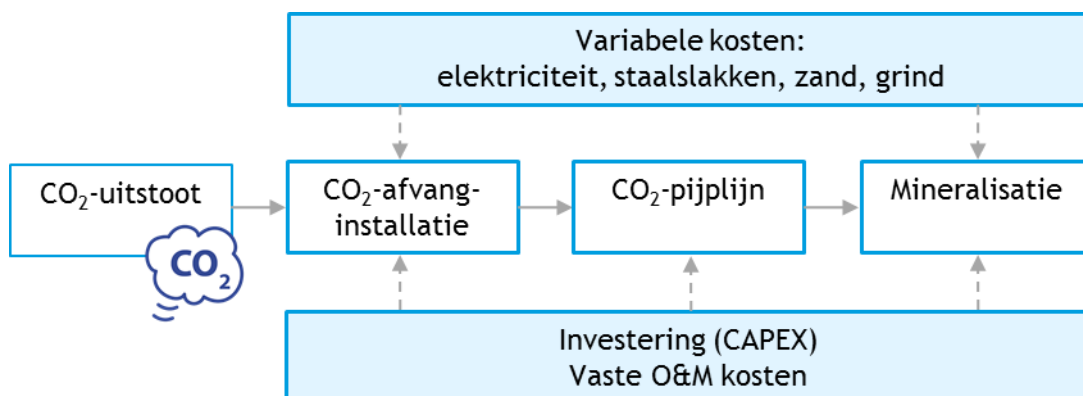 Variabele kosten:
elektriciteit, staalslakken, zand, grind
CO₂-uitstoot
CO₂
CO₂-afvang-
installatie
CO₂-pijplijn
Mineralisatie
Investering (CAPEX)
Vaste O&M kosten